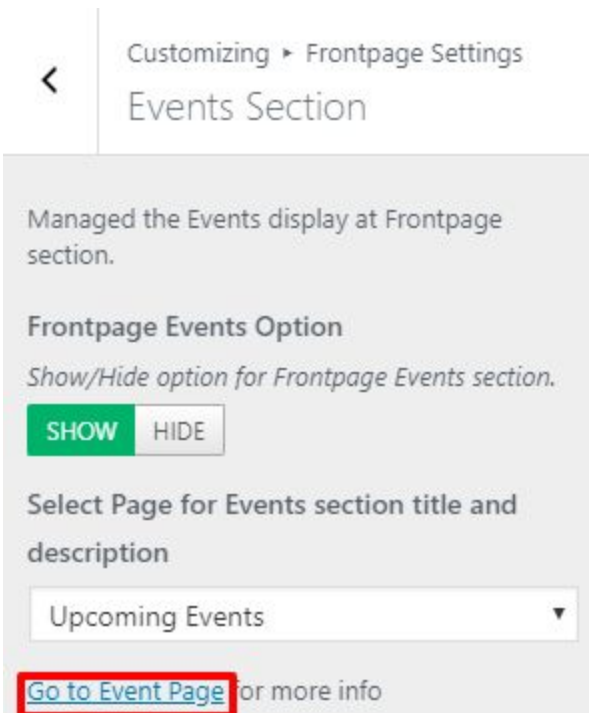 Customizing ▸ Frontpage Settings
Events Section
Managed the Events display at Frontpage
section.
Frontpage Events Option
Show/Hide option for Frontpage Events section.
SHOW HIDE
Select Page for Events section title and
description
Upcoming Events
Go to Event Page for more info